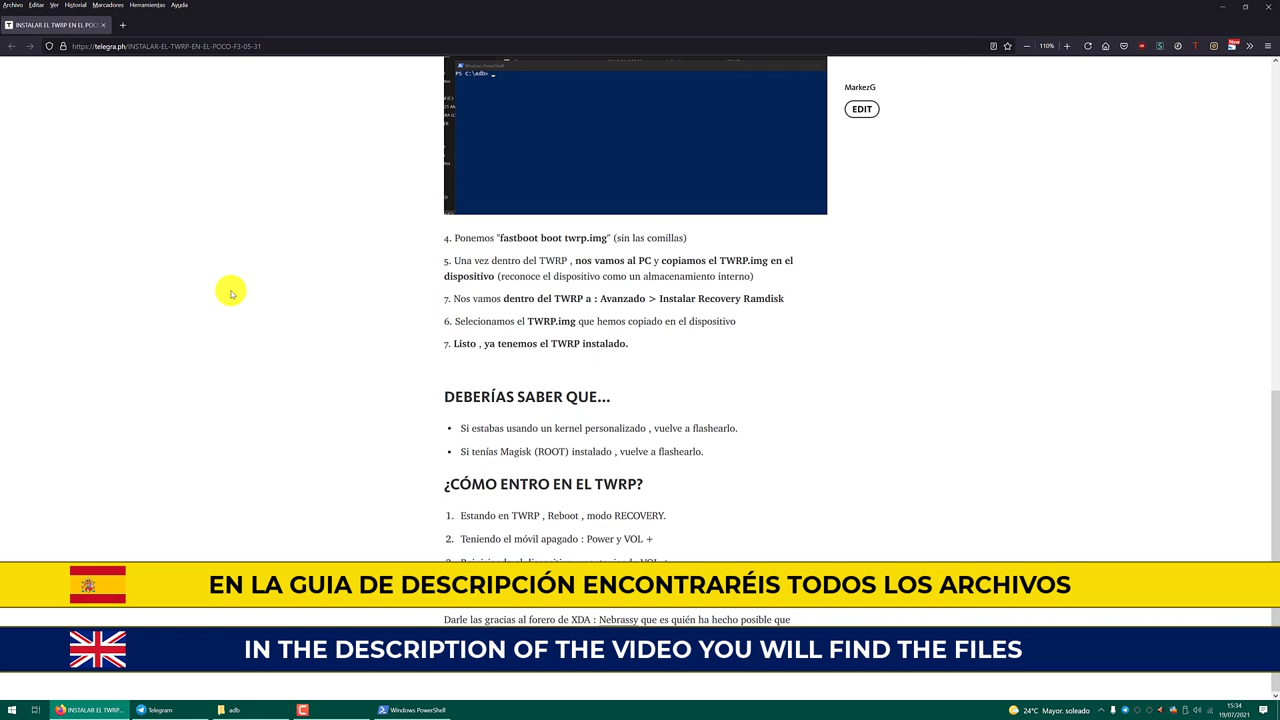 Archivo Editar Ver Historial Marcadores Herramientas Ayuda
INSTALAR EL TWRP EN EL POC
https://telegra.ph/INSTALAR-EL-TWRP-EN-EL-POCO-F3-05-31
110%
New
Windows PowerShell
PS C:\adb>
MarkezG
EDIT
4. Ponemos "fastboot boot twrp.img" (sin las comillas)
5. Una vez dentro del TWRP , nos vamos al PC y copiamos el TWRP.img en el
dispositivo (reconoce el dispositivo como un almacenamiento interno)
7. Nos vamos dentro del TWRP a : Avanzado > Instalar Recovery Ramdisk
6. Selecionamos el TWRP.img que hemos copiado en el dispositivo
7. Listo , ya tenemos el TWRP instalado.
DEBERÍAS SABER QUE...
• Si estabas usando un kernel personalizado , vuelve a flashearlo.
• Si tenías Magisk (ROOT) instalado , vuelve a flashearlo.
¿CÓMO ENTRO EN EL TWRP?
1. Estando en TWRP , Reboot , modo RECOVERY.
2. Teniendo el móvil apagado : Power y VOL +
EN LA GUIA DE DESCRIPCIÓN ENCONTRARÉIS TODOS LOS ARCHIVOS
Darle las gracias al forero de XDA : Nebrassy que es quién ha hecho posible que
IN THE DESCRIPTION OF THE VIDEO YOU WILL FIND THE FILES
INSTALAR EL TWRP...
Telegram
adb
Windows PowerShell
24°C Mayor. soleado
15:34
19/07/2021